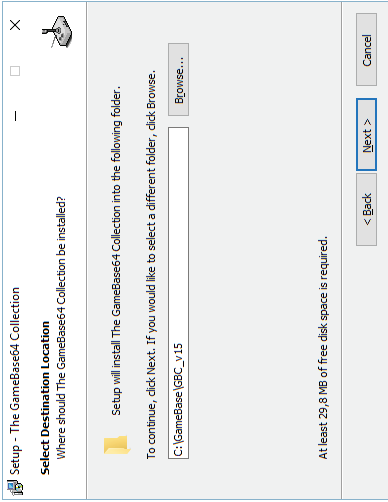 Setup - The GameBase64 Collection
Select Destination Location
Where should The GameBase64 Collection be installed?
Setup will install The GameBase64 Collection into the following folder.
To continue, click Next. If you would like to select a different folder, click Browse.
C:\GameBase\GBC_v15
Browse...
At least 29,8 MB of free disk space is required.
< Back
Next >
Cancel